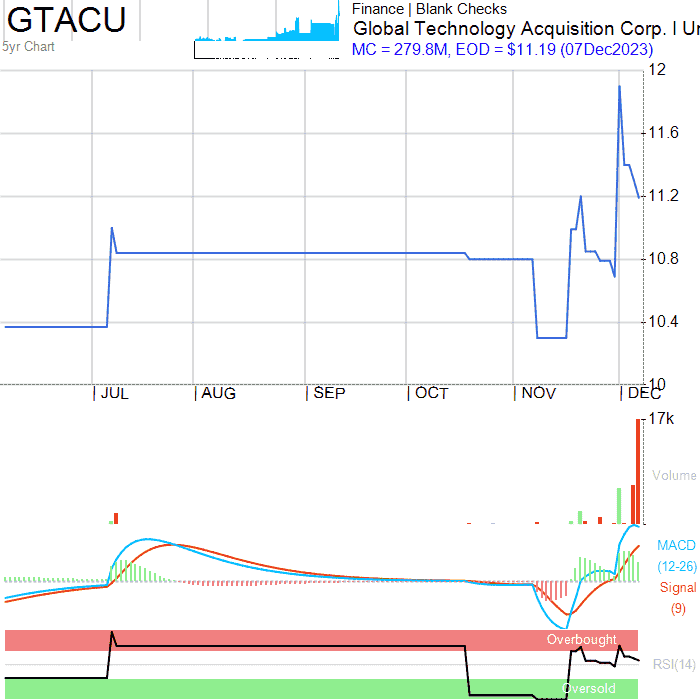 GTACU
5yr Chart
Finance | Blank Checks
Global Technology Acquisition Corp. I Un
MC = 279.8M, EOD = $11.19 (07Dec2023)
12
11.6
11.2
10.8
10.4
10
JUL
AUG
SEP
OCT
NOV
DEC
17k
Volume
MACD
(12-26)
Signal
(9)
Overbought
RSI(14)
Oversold